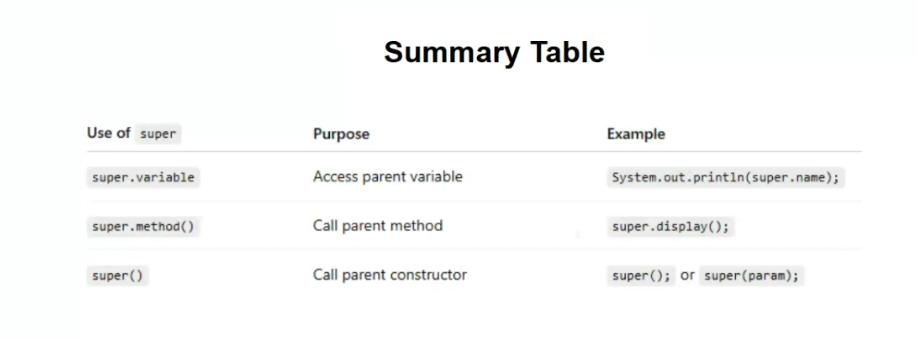 Summary Table
Use of super Purpose Example
super.variable Access parent variable System.out.println(super.name);
super.method() Call parent method super.display();
super() Call parent constructor super(); or super(param);